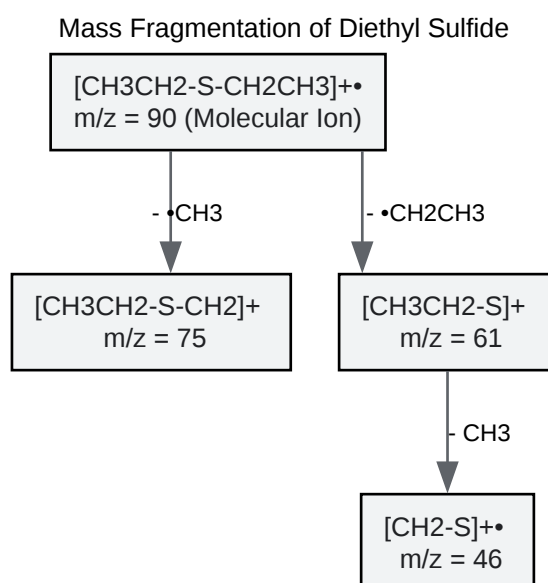 Mass Fragmentation of Diethyl Sulfide
[CH3CH2-S-CH2CH3]+•
m/z = 90 (Molecular Ion)
- •CH3
- •CH2CH3
[CH3CH2-S-CH2]+
m/z = 75
[CH3CH2-S]+
m/z = 61
- CH3
[CH2-S]+•
m/z = 46